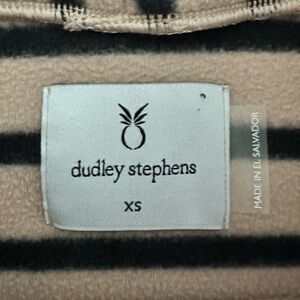 dudley stephens
XS
MADE IN EL SALVADOR